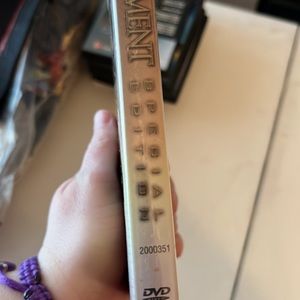 MENT
SPECIAL
EDITION
2000351
DVD